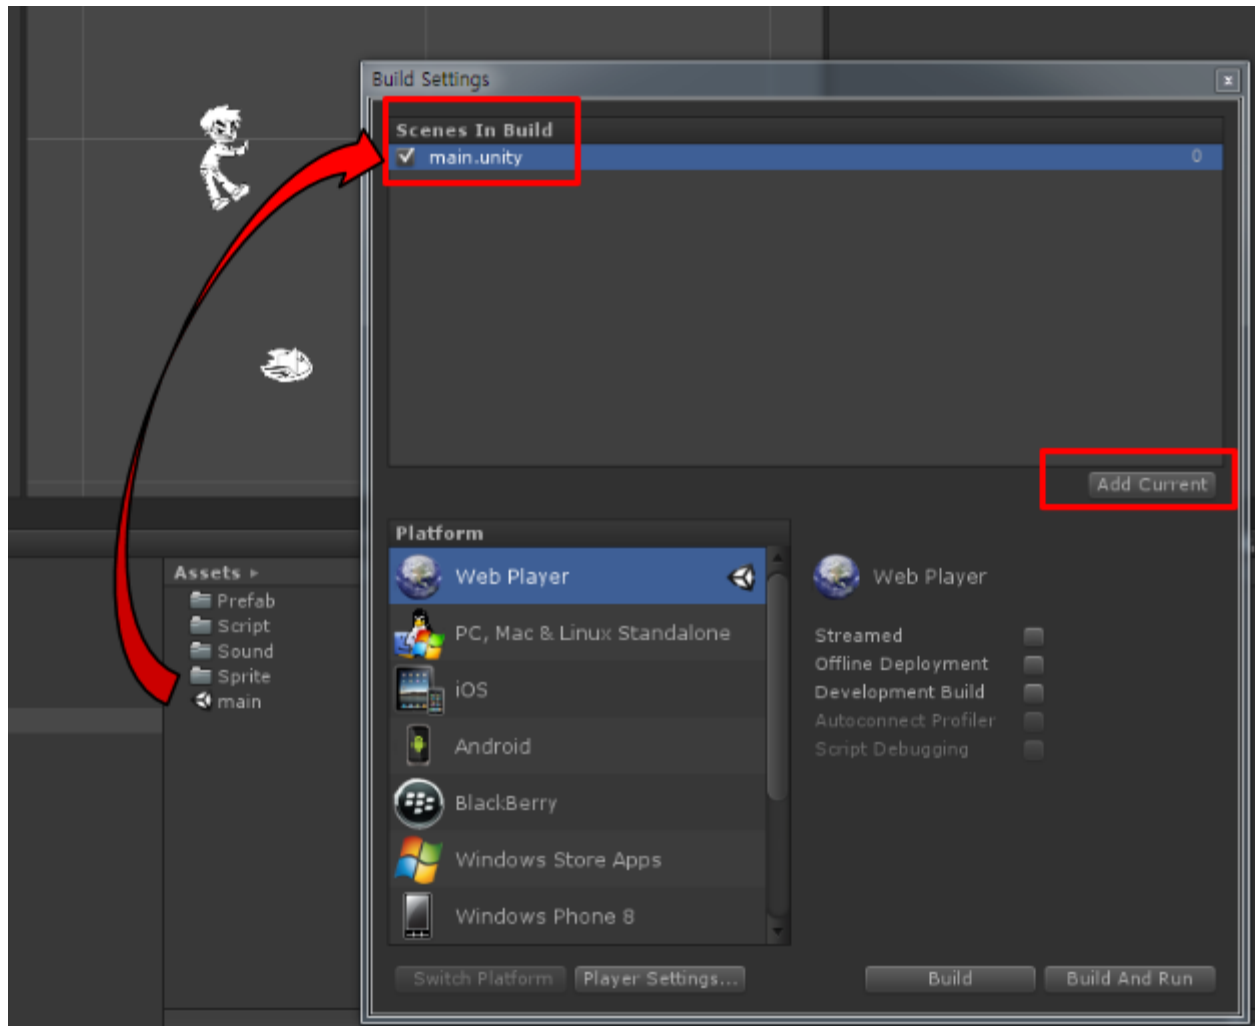 Build Settings
Scenes In Build
main.unity 0
Add Current
Assets
Prefab
Script
Sound
Sprite
main
Platform
Web Player
PC, Mac & Linux Standalone
iOS
Android
BlackBerry
Windows Store Apps
Windows Phone 8
Web Player
Streamed
Offline Deployment
Development Build
Autoconnect Profiler
Script Debugging
Switch Platform Player Settings... Build Build And Run